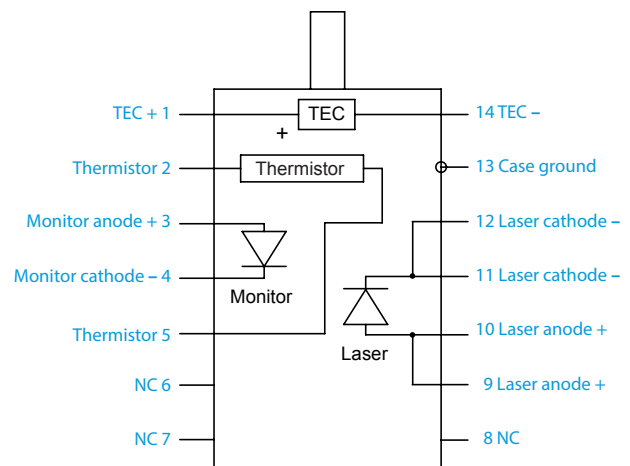 TEC + 1
TEC
+
14 TEC –
Thermistor 2
Thermistor
13 Case ground
Monitor anode + 3
12 Laser cathode –
Monitor cathode – 4
Monitor
11 Laser cathode –
Thermistor 5
Laser
10 Laser anode +
NC 6
9 Laser anode +
NC 7
8 NC